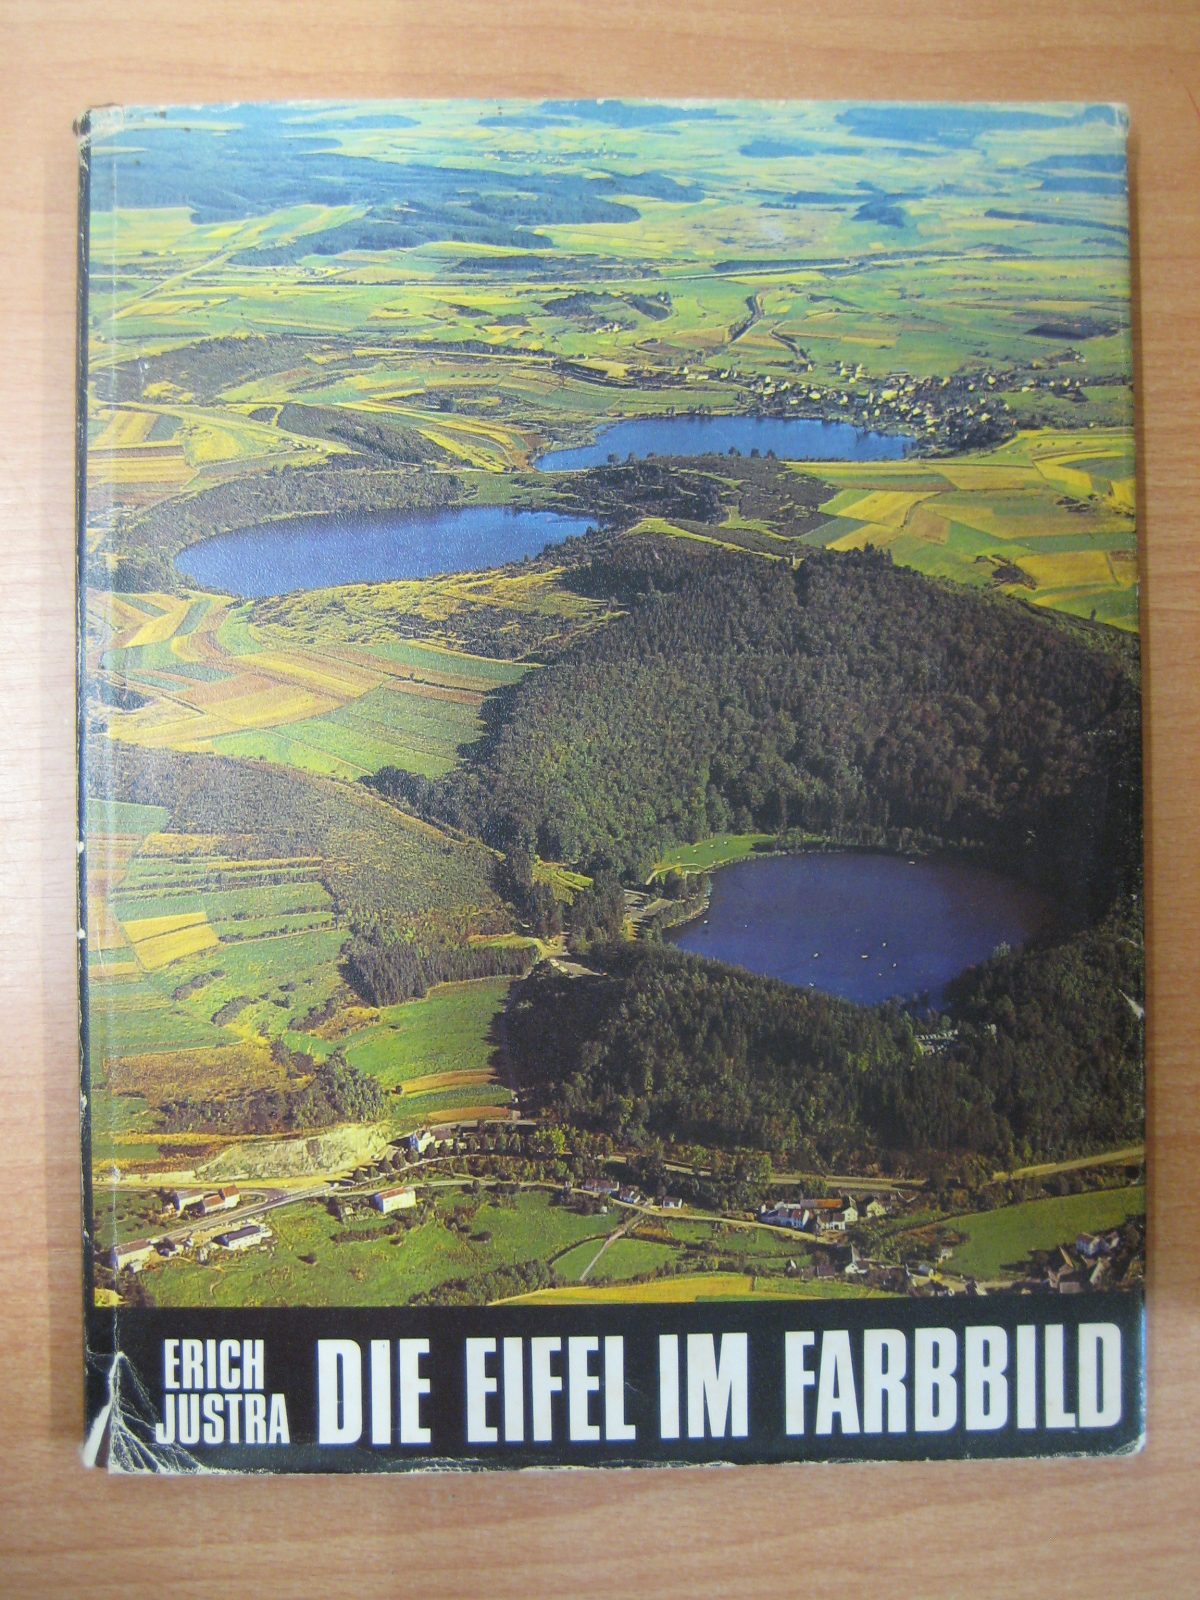 ERICH
JUSTRA
DIE EIFEL IM FARBBILD